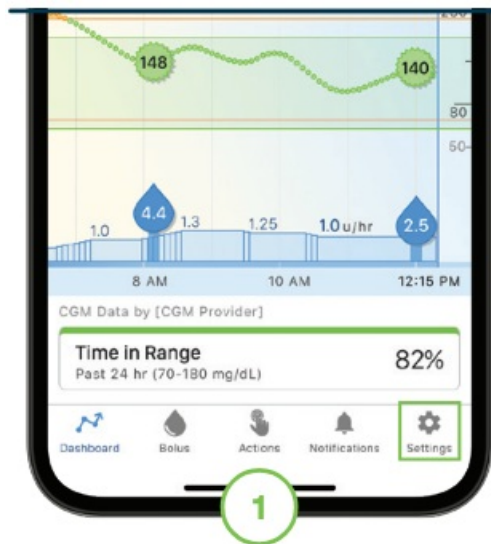 200
148
140
80
50
4.4
1.0
1.3
1.25
1.0 u/hr
2.5
8 AM
10 AM
12:15 PM
CGM Data by [CGM Provider]
Time in Range
82%
Past 24 hr (70-180 mg/dL)
Dashboard
Bolus
Actions
Notifications
Settings
1